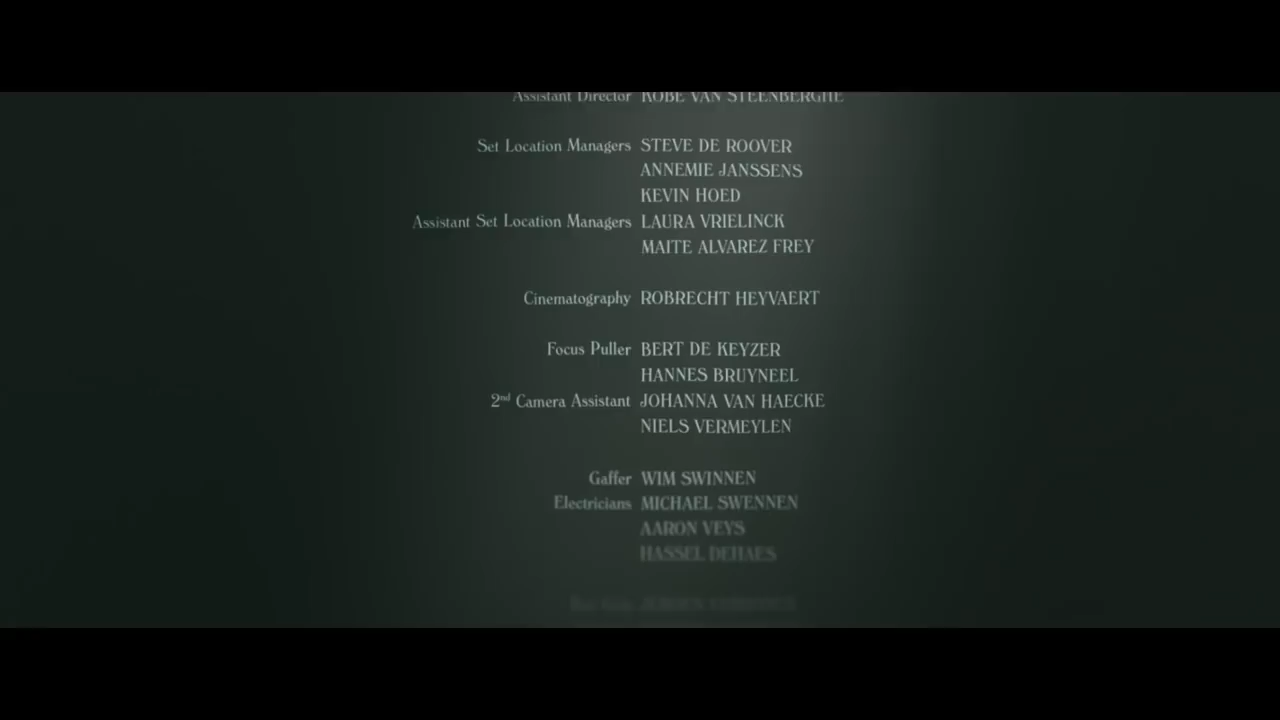 Assistant Director ROBE VAN STEENBERGHE
Set Location Managers STEVE DE ROOVER
ANNEMIE JANSSENS
KEVIN HOED
Assistant Set Location Managers LAURA VRIELINCK
MAITE ALVAREZ FREY
Cinematography ROBRECHT HEYVAERT
Focus Puller BERT DE KEYZER
HANNES BRUYNEEL
2nd Camera Assistant JOHANNA VAN HAECKE
NIELS VERMEYLEN
Gaffer WIM SWINNEN
Electricians MICHAEL SWENNEN
AARON VEYS
HASSEL DEHAES